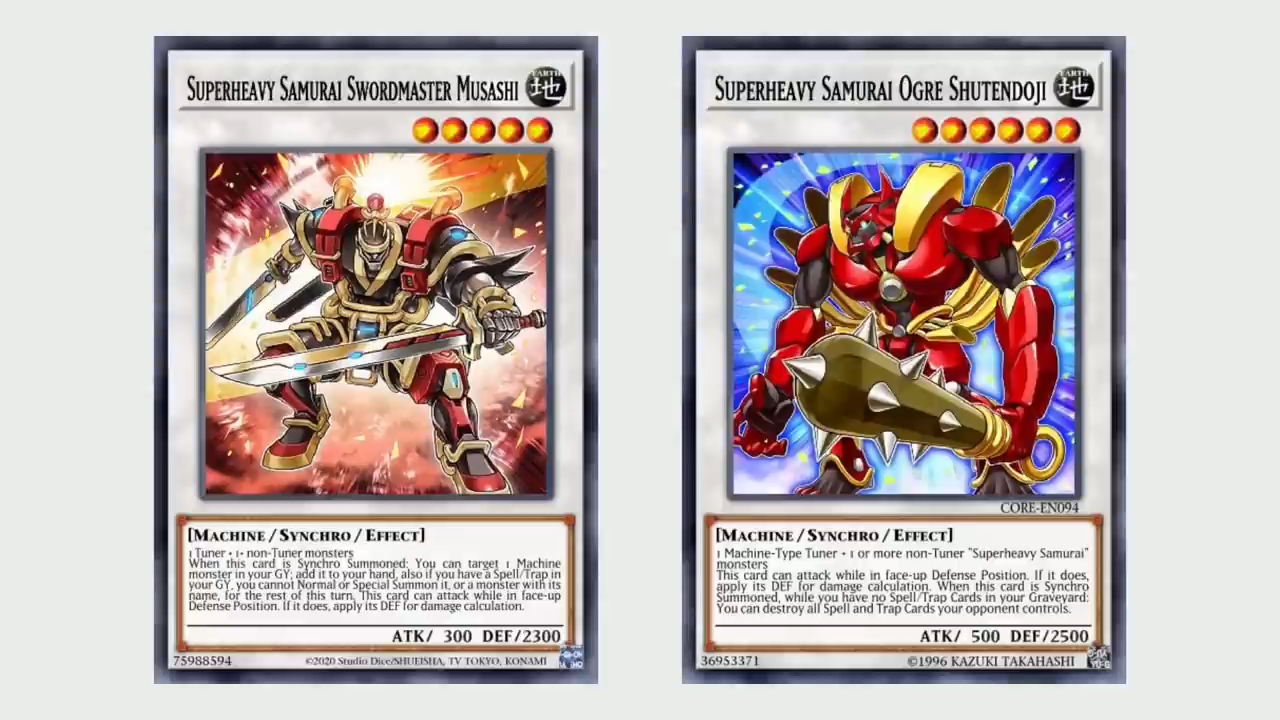 SUPERHEAVY SAMURAI SWORDMASTER MUSASHI
EARTH
地
[MACHINE / SYNCHRO / EFFECT]
1 Tuner + 1+ non-Tuner monsters
When this card is Synchro Summoned: You can target 1 Machine
monster in your GY; add it to your hand, also if you have a Spell/Trap in
your GY, you cannot Normal or Special Summon it, or a monster with its
name, for the rest of this turn. This card can attack while in face-up
Defense Position. If it does, apply its DEF for damage calculation.
ATK/ 300 DEF/2300
75988594 ©2020 Studio Dice/SHUEISHA, TV TOKYO, KONAMI
SUPERHEAVY SAMURAI OGRE SHUTENDOJI
EARTH
地
CORE-EN094
[MACHINE / SYNCHRO / EFFECT]
1 Machine-Type Tuner + 1 or more non-Tuner "Superheavy Samurai"
monsters
This card can attack while in face-up Defense Position. If it does,
apply its DEF for damage calculation. When this card is Synchro
Summoned, while you have no Spell/Trap Cards in your Graveyard:
You can destroy all Spell and Trap Cards your opponent controls.
ATK/ 500 DEF/2500
36953371 ©1996 KAZUKI TAKAHASHI